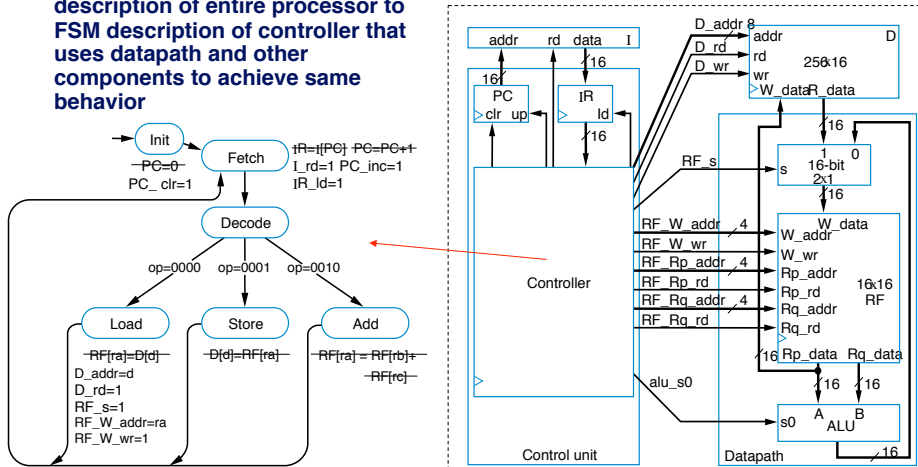 description of entire processor to
FSM description of controller that
uses datapath and other
components to achieve same
behavior
Init
PC=0
PC_ clr=1
Fetch
IR=I[PC] PC=PC+1
I_rd=1 PC_inc=1
IR_ld=1
Decode
op=0000
op=0001
op=0010
Load
Store
Add
RF[ra]=D[d]
D_addr=d
D_rd=1
RF_s=1
RF_W_addr=ra
RF_W_wr=1
D[d]=RF[ra]
RF[ra] = RF[rb]+
RF[rc]
addr rd data I
16
16
PC
clr up
IR
ld
16
Controller
Control unit
D_addr 8
D_rd
D_wr
RF_s
RF_W_addr 4
RF_W_wr
RF_Rp_addr 4
RF_Rp_rd
RF_Rq_addr 4
RF_Rq_rd
alu_s0
addr D
rd
256x16
wr
W_data R_data
16
1 0
s
16-bit
2x1
16
W_data
W_addr
W_wr
Rp_addr
Rp_rd
Rq_addr
Rq_rd
16x16
RF
Rp_data Rq_data
16
16
16
A B
s0
ALU
16
Datapath